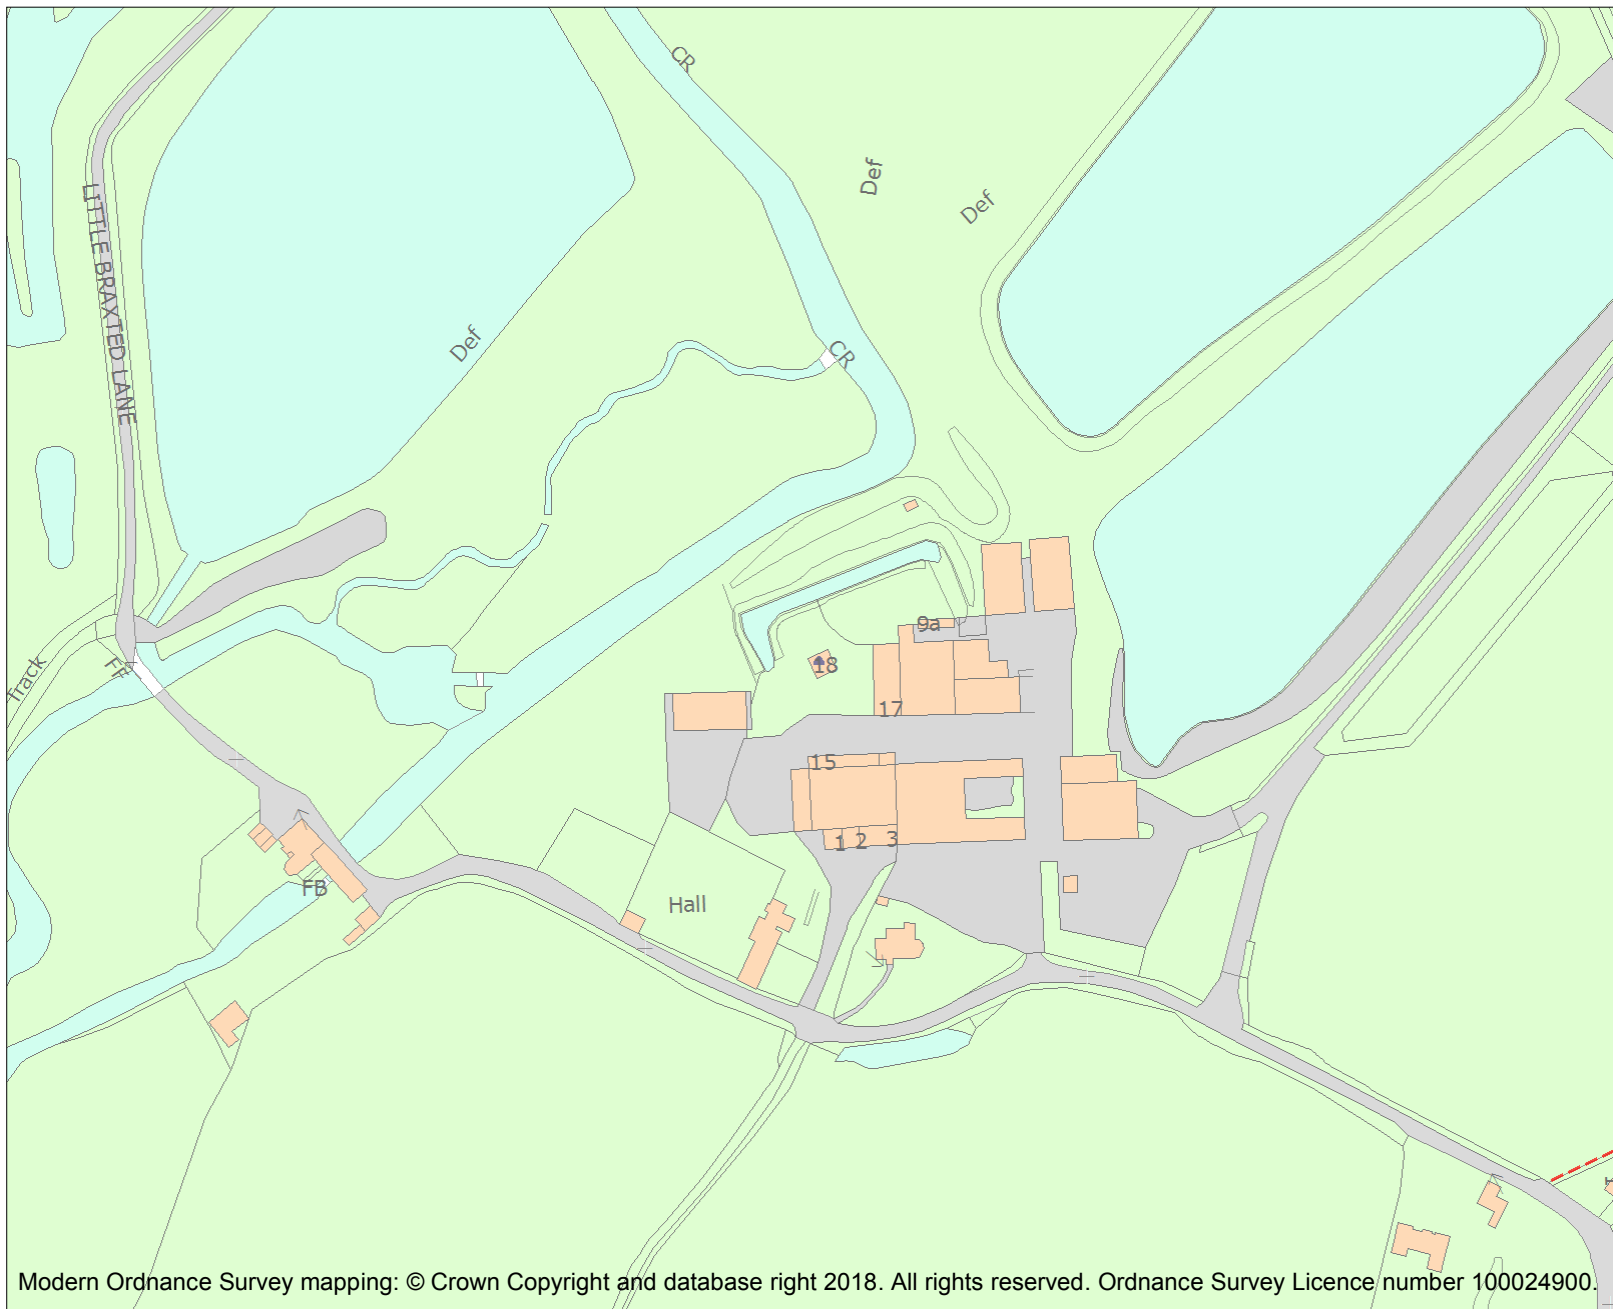 CR
Def
Def
LITTLE BRAXTED LANE
CR
Def
9a
18
Track
FF
17
15
1
2
3
FB
Hall
Modern Ordnance Survey mapping: © Crown Copyright and database right 2018. All rights reserved. Ordnance Survey Licence number 100024900.